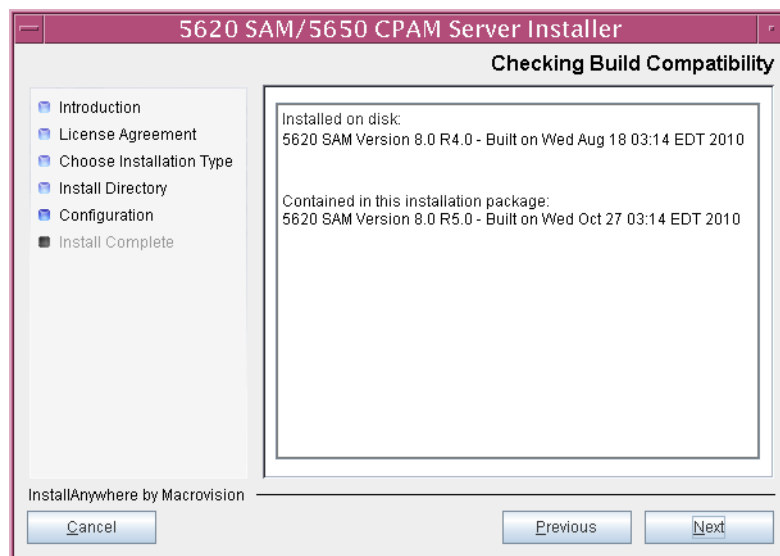 5620 SAM/5650 CPAM Server Installer
Checking Build Compatibility
Introduction
License Agreement
Choose Installation Type
Install Directory
Configuration
Install Complete
Installed on disk:
5620 SAM Version 8.0 R4.0 - Built on Wed Aug 18 03:14 EDT 2010
Contained in this installation package:
5620 SAM Version 8.0 R5.0 - Built on Wed Oct 27 03:14 EDT 2010
InstallAnywhere by Macrovision
Cancel
Previous
Next